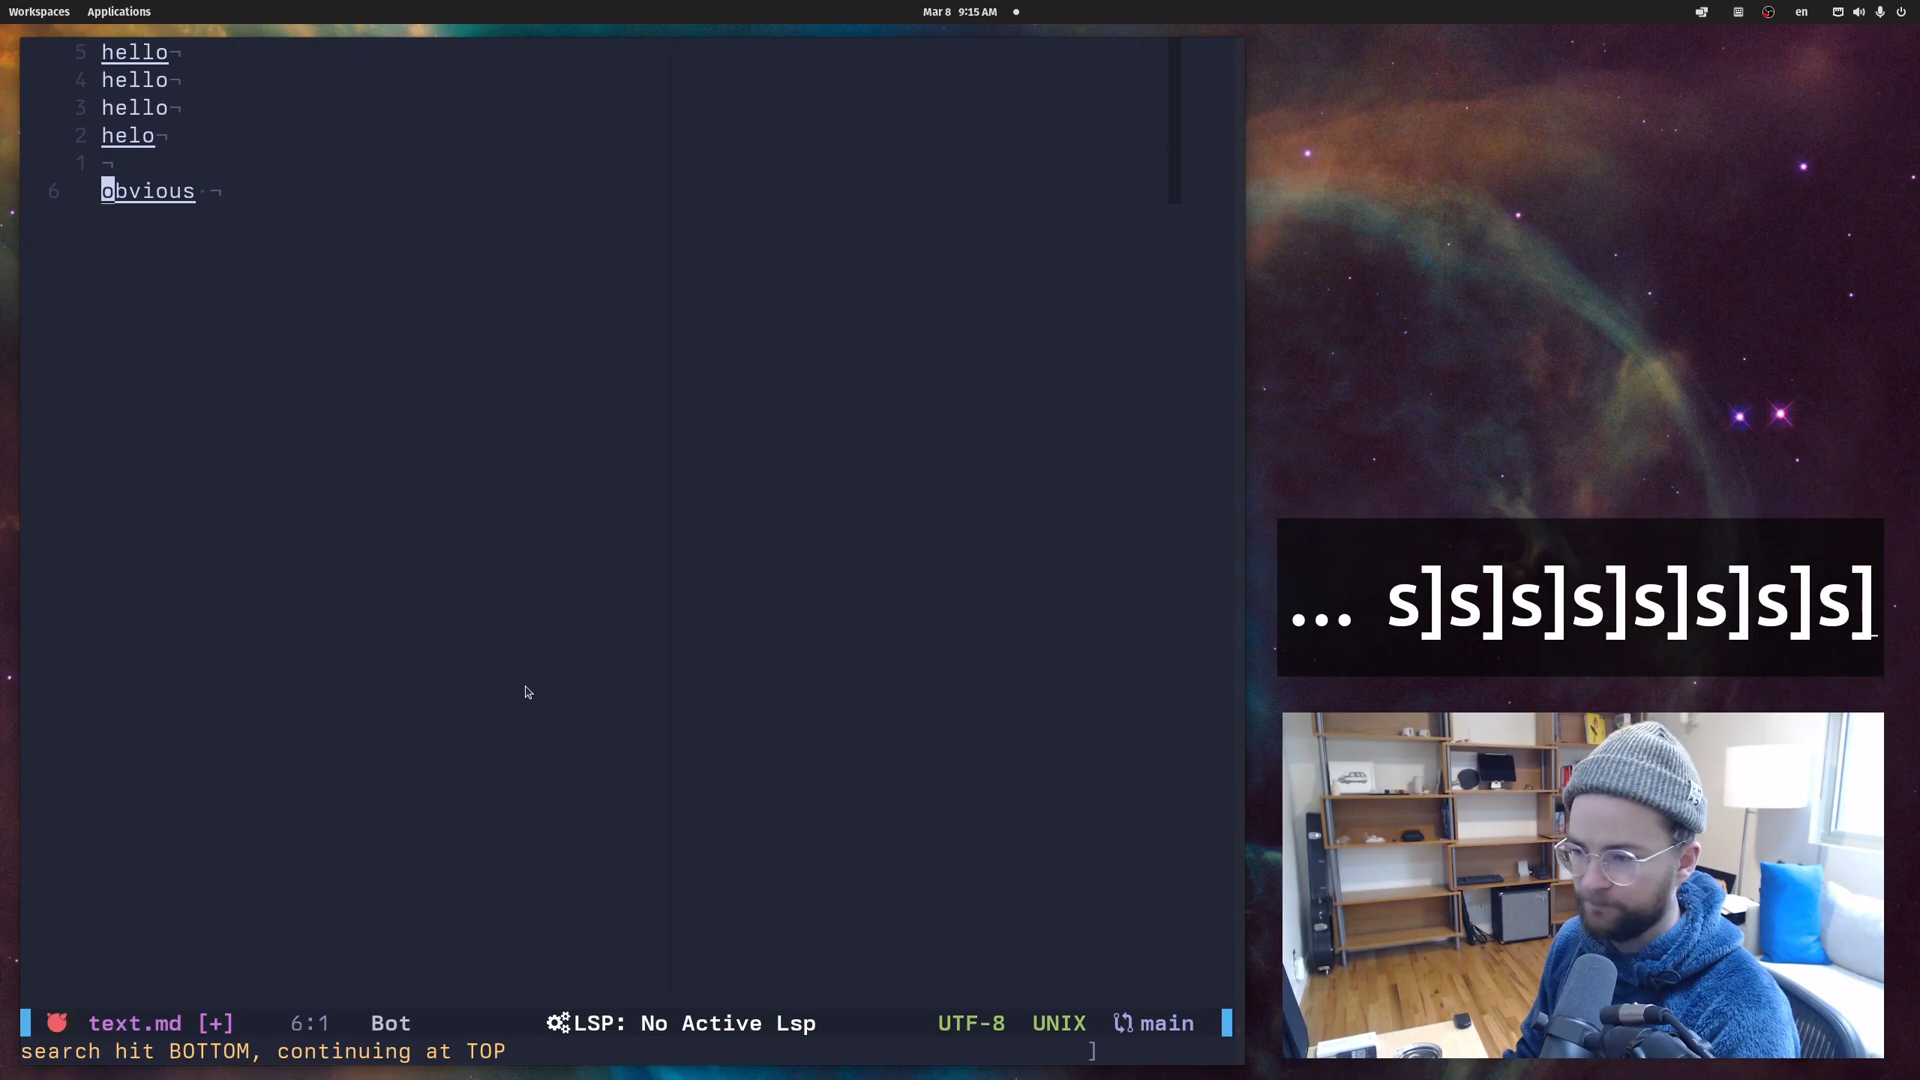 Workspaces Applications Mar 8 9:15 AM en
5 hello¬
4 hello¬
3 hello¬
2 helo¬
1 ¬
6 obvious·¬
... s]s]s]s]s]s]s]s]
text.md [+] 6:1 Bot LSP: No Active Lsp UTF-8 UNIX main
search hit BOTTOM, continuing at TOP ]